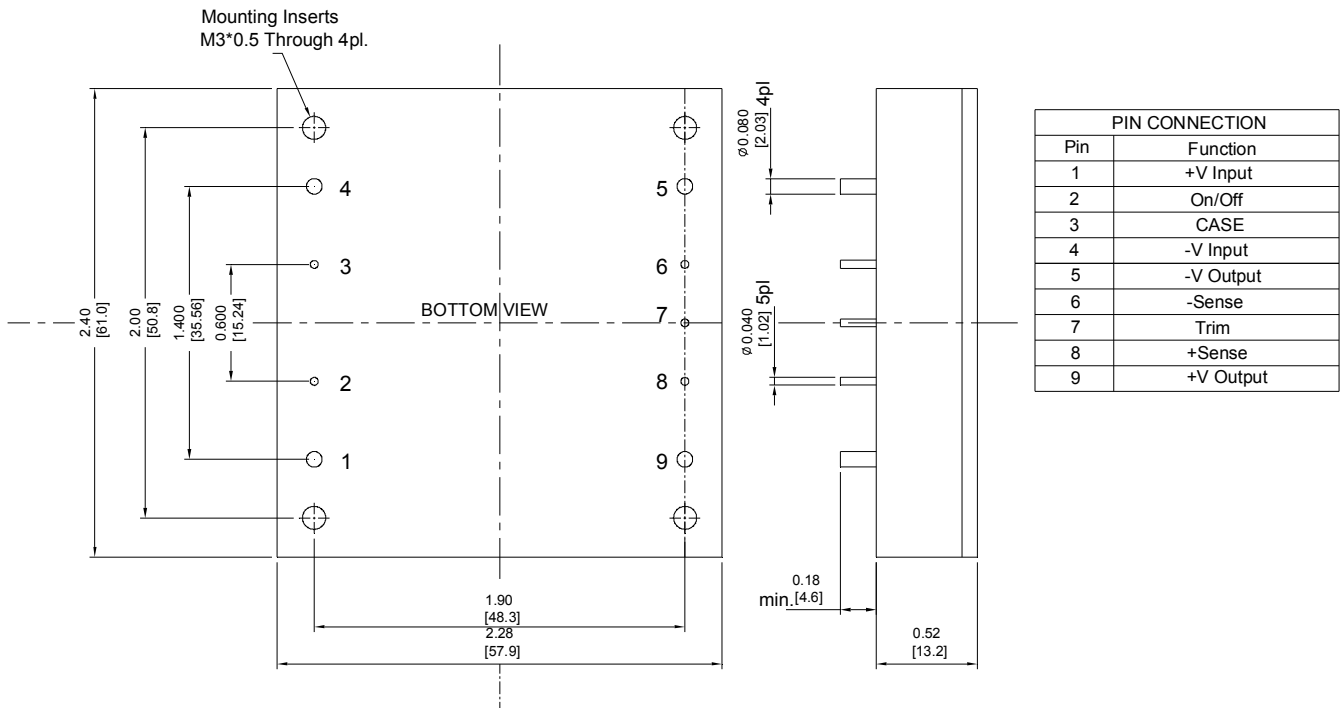 Mounting Inserts
M3*0.5 Through 4pl.
4
3
2
1
5
6
7
8
9
BOTTOM VIEW
2.40
[61.0]
2.00
[50.8]
1.400
[35.56]
0.600
[15.24]
1.90
[48.3]
2.28
[57.9]
⌀0.080
[2.03] 4pl
⌀0.040
[1.02] 5pl
0.18
min.[4.6]
0.52
[13.2]
PIN CONNECTION
Pin Function
1 +V Input
2 On/Off
3 CASE
4 -V Input
5 -V Output
6 -Sense
7 Trim
8 +Sense
9 +V Output